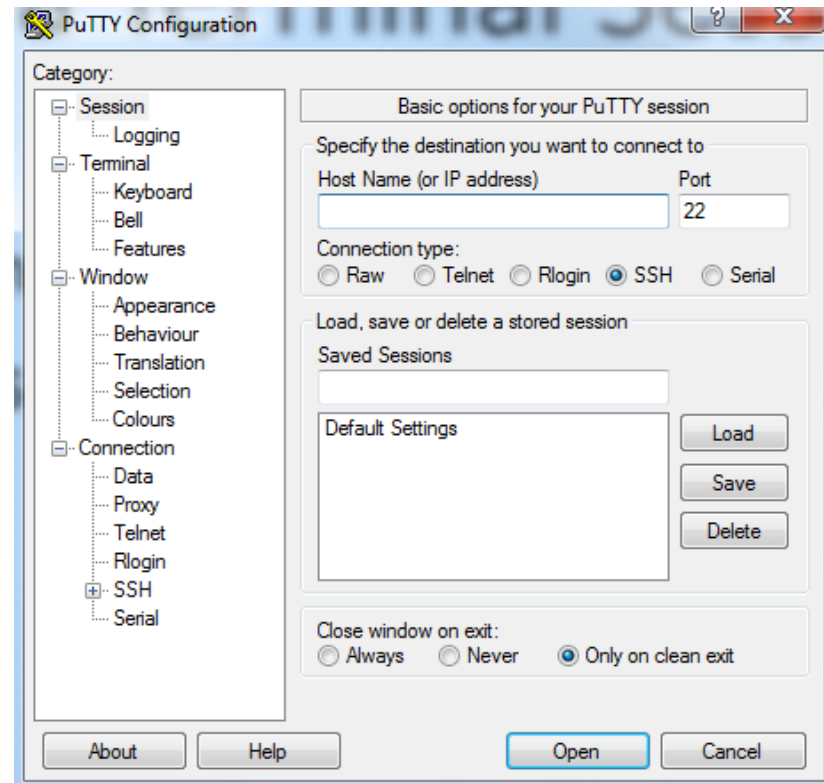 PuTTY Configuration
Category:
Session
Logging
Terminal
Keyboard
Bell
Features
Window
Appearance
Behaviour
Translation
Selection
Colours
Connection
Data
Proxy
Telnet
Rlogin
SSH
Serial
Basic options for your PuTTY session
Specify the destination you want to connect to
Host Name (or IP address) Port
22
Connection type:
Raw Telnet Rlogin SSH Serial
Load, save or delete a stored session
Saved Sessions
Default Settings
Load
Save
Delete
Close window on exit:
Always Never Only on clean exit
About Help Open Cancel